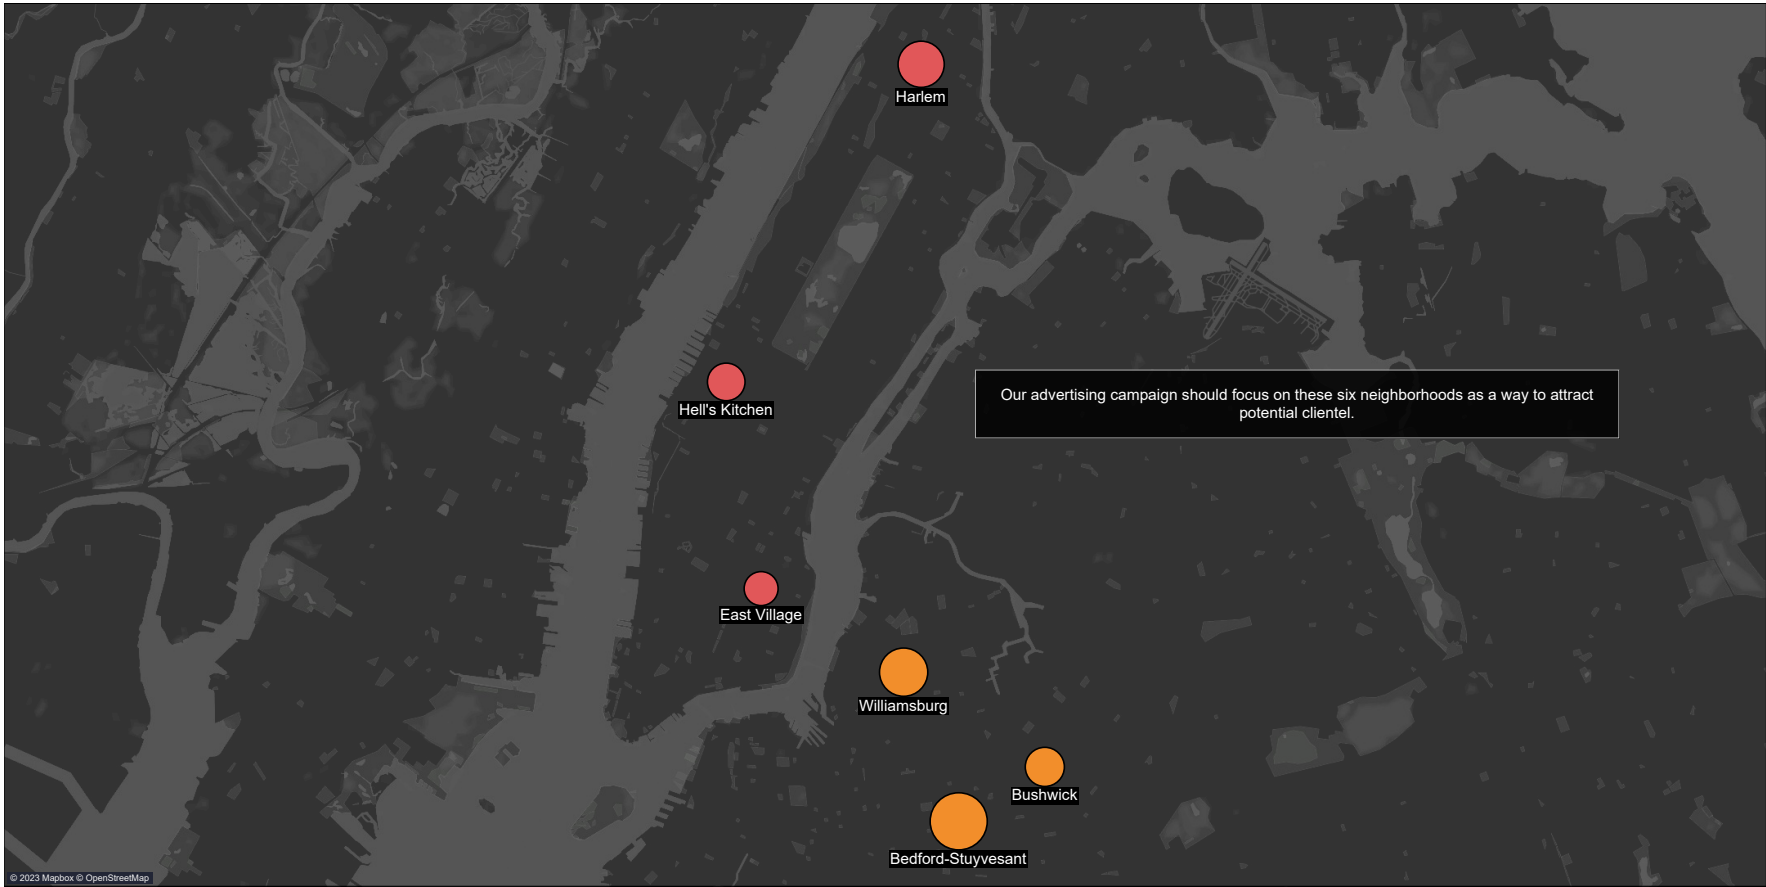 Harlem
Hell's Kitchen
Our advertising campaign should focus on these six neighborhoods as a way to attract
potential clientel.
East Village
Williamsburg
Bushwick
Bedford-Stuyvesant
© 2023 Mapbox © OpenStreetMap